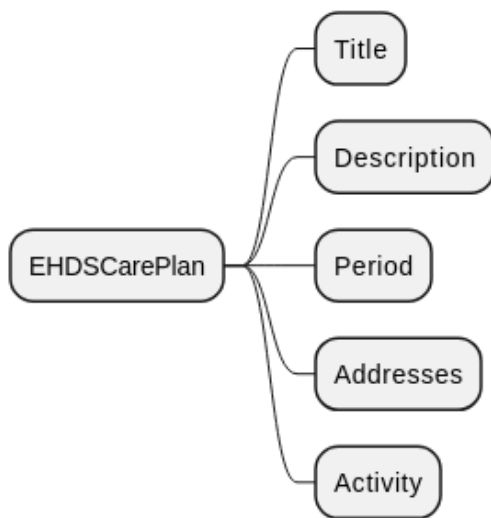 EHDSCarePlan
Title
Description
Period
Addresses
Activity